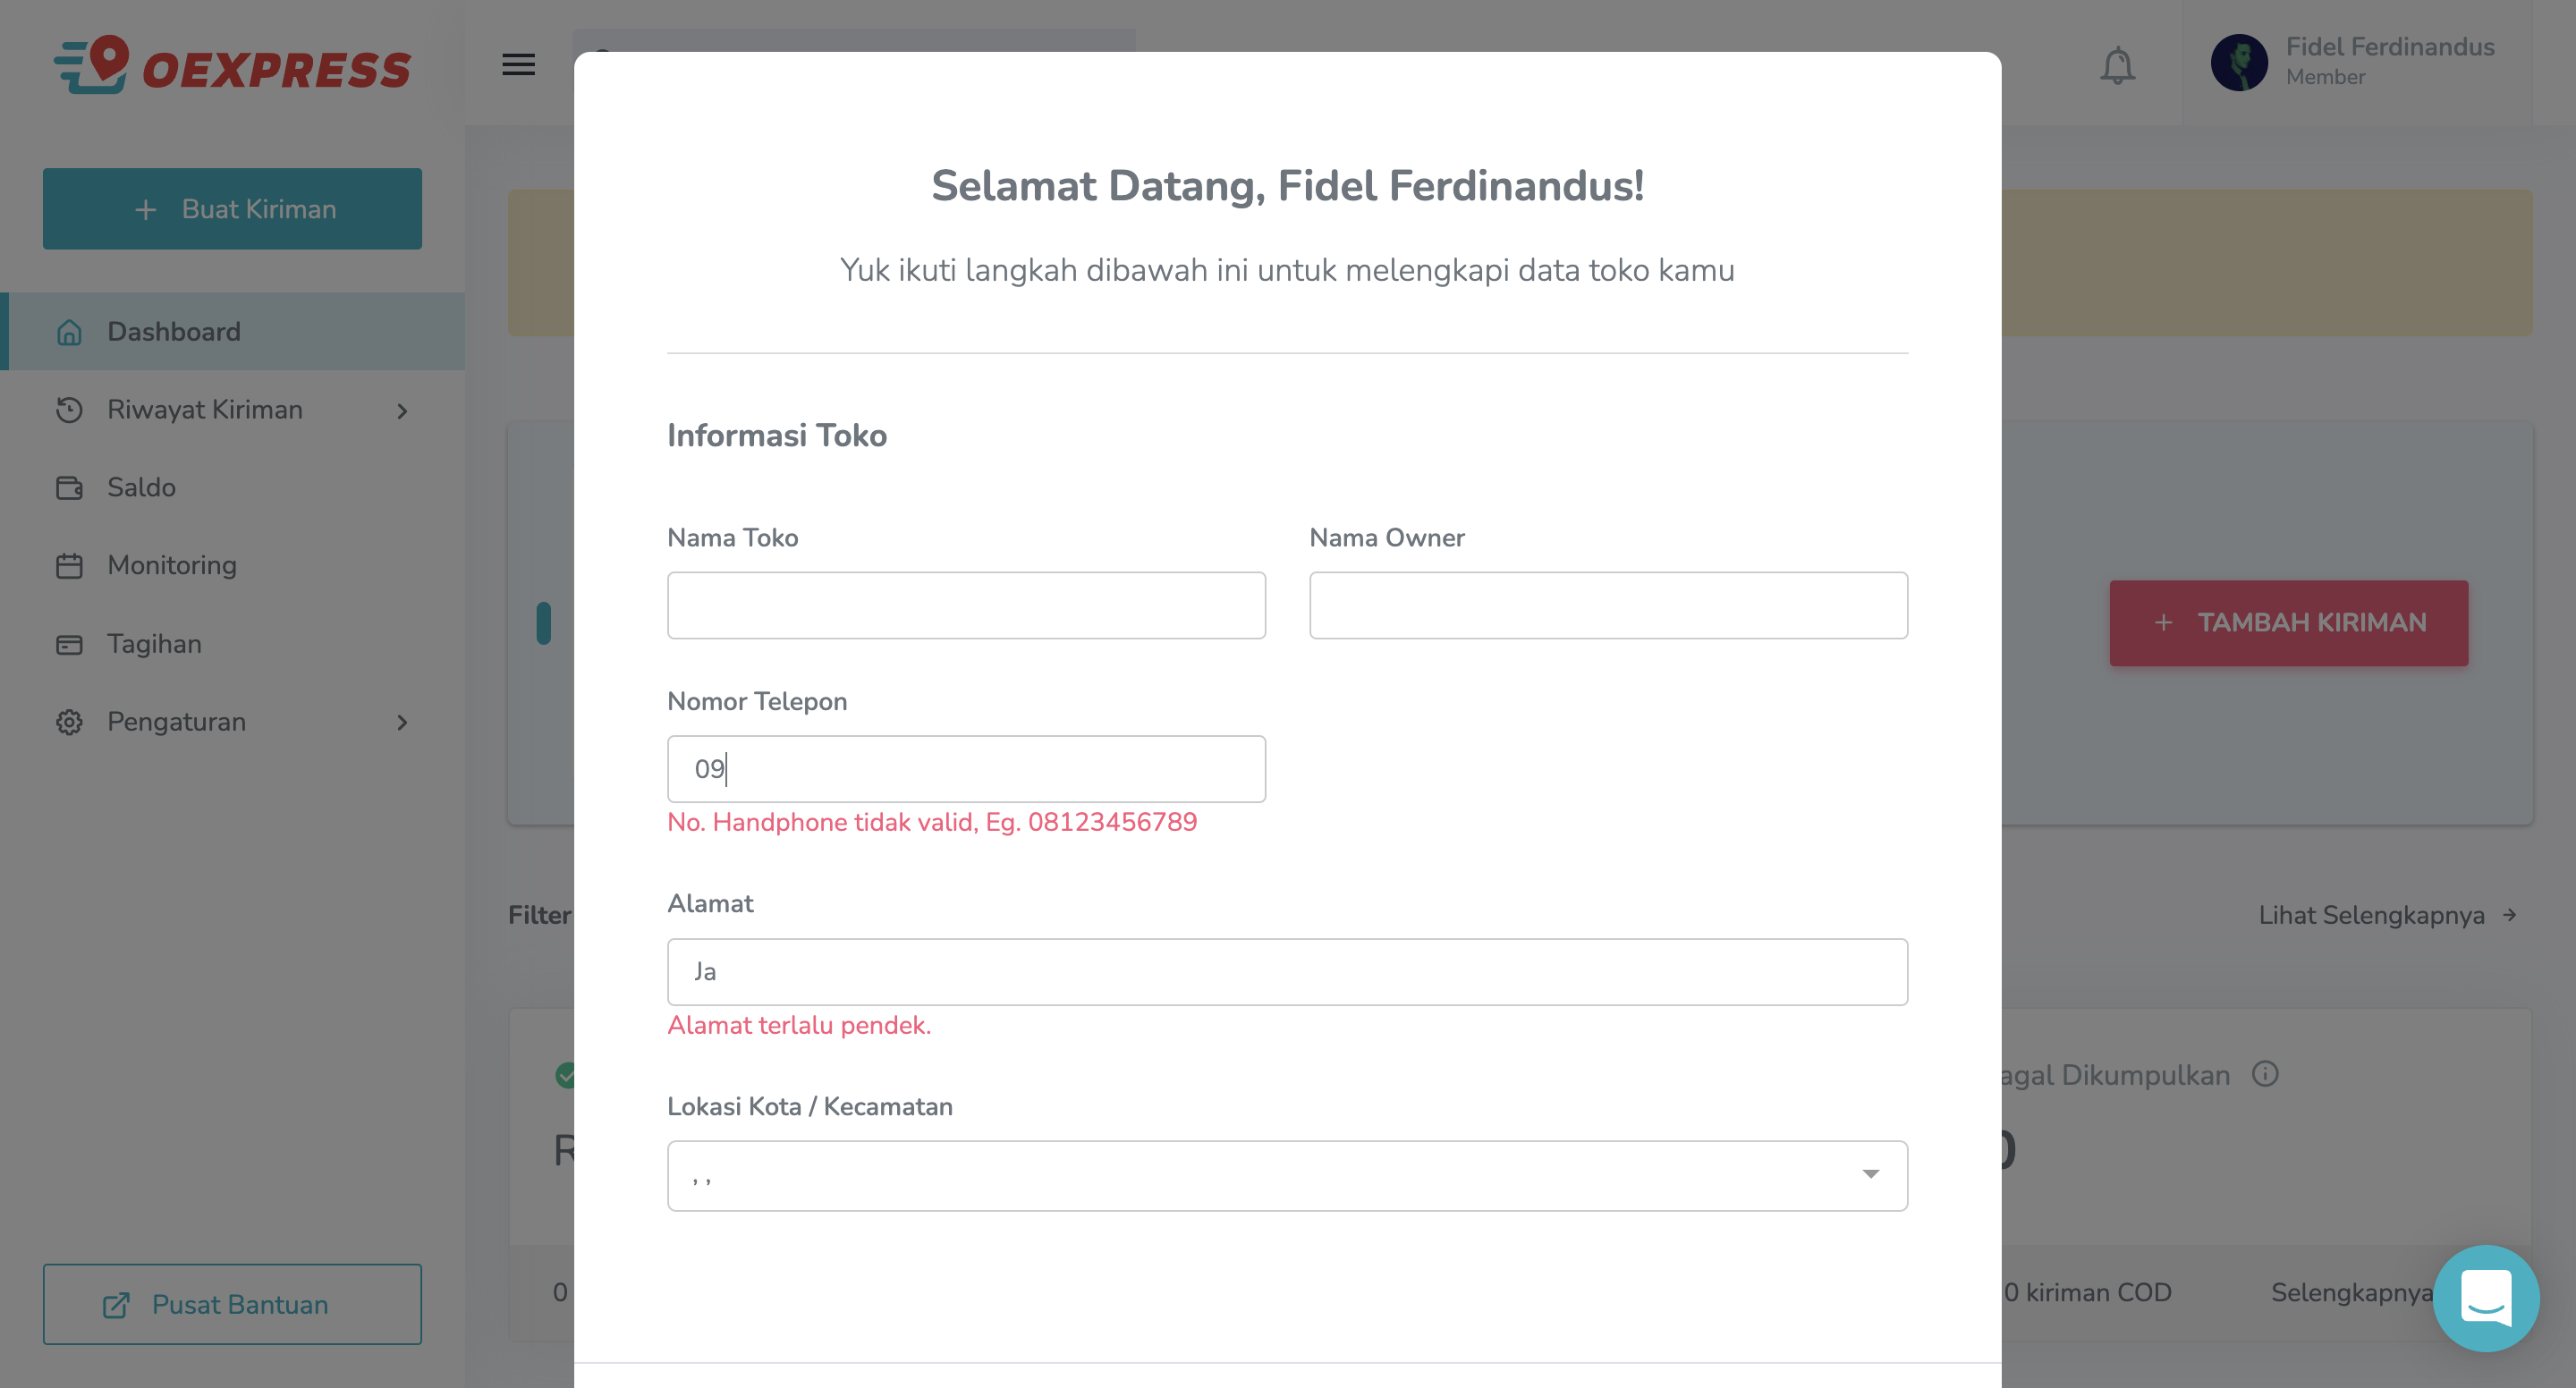 OEXPRESS
Fidel Ferdinandus
Member
Buat Kiriman
Dashboard
Riwayat Kiriman
Saldo
Monitoring
Tagihan
Pengaturan
Pusat Bantuan
Selamat Datang, Fidel Ferdinandus!
Yuk ikuti langkah dibawah ini untuk melengkapi data toko kamu
Informasi Toko
Nama Toko
Nama Owner
Nomor Telepon
09
No. Handphone tidak valid, Eg. 08123456789
Alamat
Ja
Alamat terlalu pendek.
Lokasi Kota / Kecamatan
, ,
+ TAMBAH KIRIMAN
Filter
Lihat Selengkapnya →
agal Dikumpulkan
R
0
0
0 kiriman COD
Selengkapnya